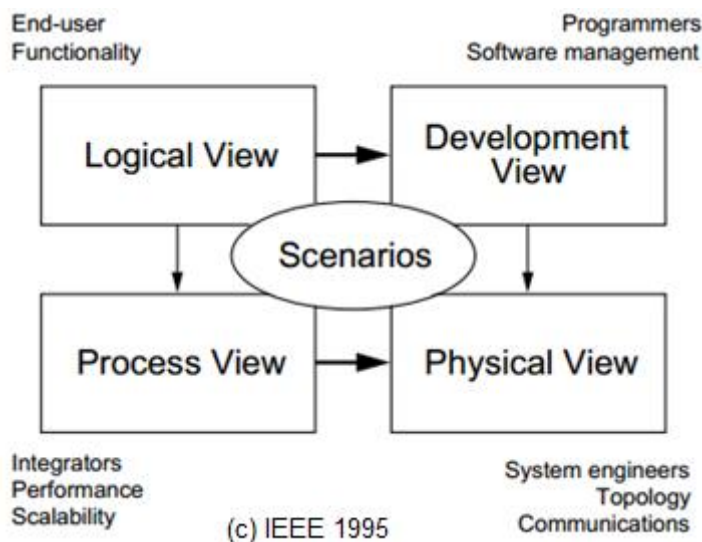 End-user
Functionality
Programmers
Software management
Logical View
Development
View
Scenarios
Process View
Physical View
Integrators
Performance
Scalability
System engineers
Topology
Communications
(c) IEEE 1995